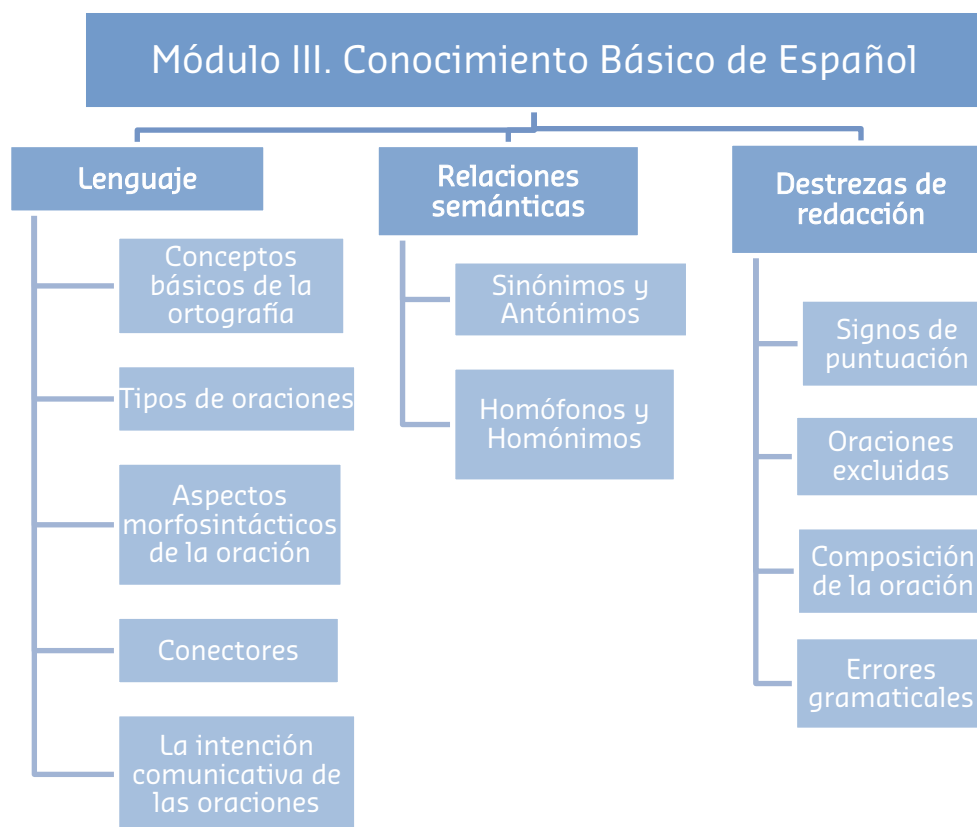 Módulo III. Conocimiento Básico de Español
Lenguaje
Conceptos
básicos de la
ortografía
Tipos de oraciones
Aspectos
morfosintácticos
de la oración
Conectores
La intención
comunicativa de
las oraciones
Relaciones
semánticas
Sinónimos y
Antónimos
Homófonos y
Homónimos
Destrezas de
redacción
Signos de
puntuación
Oraciones
excluidas
Composición
de la oración
Errores
gramaticales